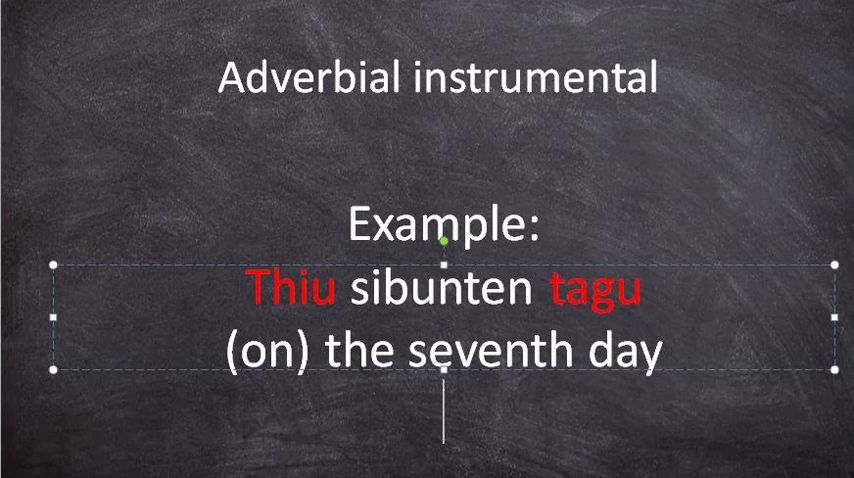 Adverbial instrumental
Example:
Thiu sibunten tagu
(on) the seventh day